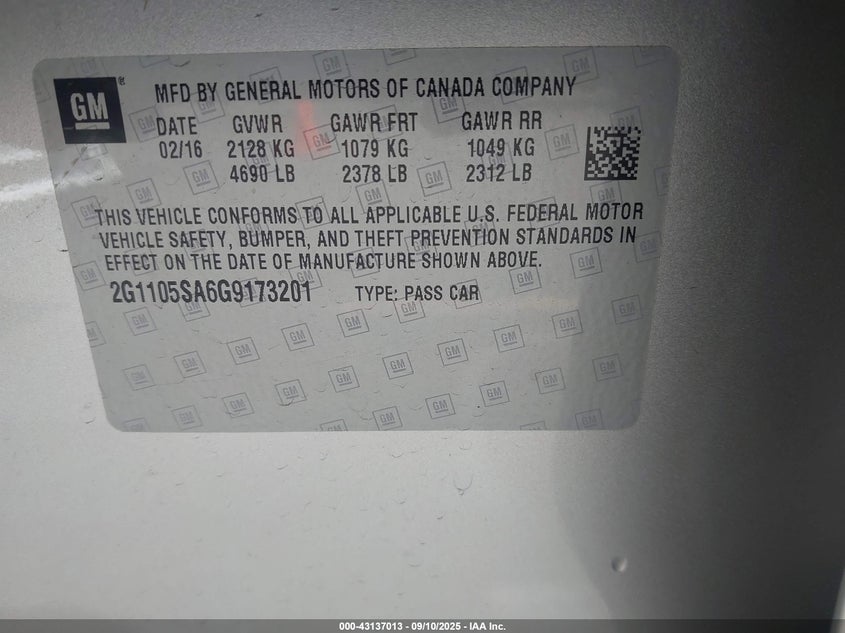 GM
®
MFD BY GENERAL MOTORS OF CANADA COMPANY
DATE GVWR GAWR FRT GAWR RR
02/16 2128 KG 1079 KG 1049 KG
4690 LB 2378 LB 2312 LB
THIS VEHICLE CONFORMS TO ALL APPLICABLE U.S. FEDERAL MOTOR
VEHICLE SAFETY, BUMPER, AND THEFT PREVENTION STANDARDS IN
EFFECT ON THE DATE OF MANUFACTURE SHOWN ABOVE.
2G1105SA6G9173201 TYPE: PASS CAR
000-43137013 - 09/10/2025 - IAA Inc.